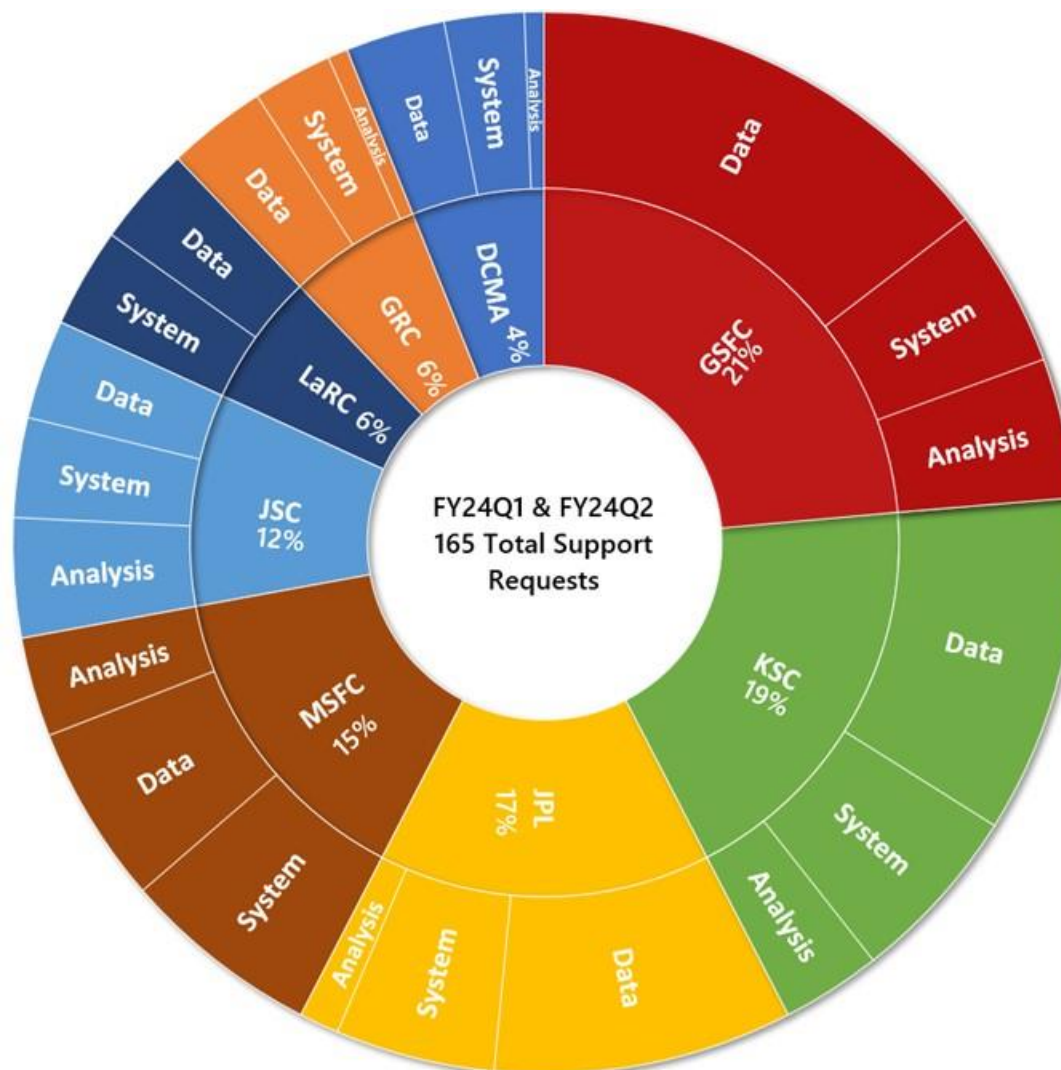 FY24Q1 & FY24Q2
165 Total Support
Requests
GSFC
21%
Data
System
Analysis
KSC
19%
Data
System
Analysis
JPL
17%
Data
System
Analysis
MSFC
15%
System
Data
Analysis
JSC
12%
Analysis
System
Data
LaRC 6%
System
Data
GRC 6%
Data
System
Analysis
DCMA 4%
Data
System
Analysis